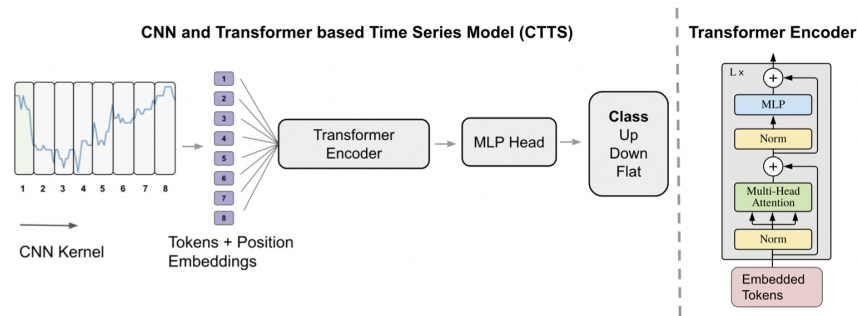 CNN and Transformer based Time Series Model (CTTS)
1 2 3 4 5 6 7 8
CNN Kernel
1
2
3
4
5
6
7
8
Tokens + Position
Embeddings
Transformer
Encoder
MLP Head
Class
Up
Down
Flat
Transformer Encoder
L ×
+
MLP
Norm
+
Multi-Head
Attention
Norm
Embedded
Tokens